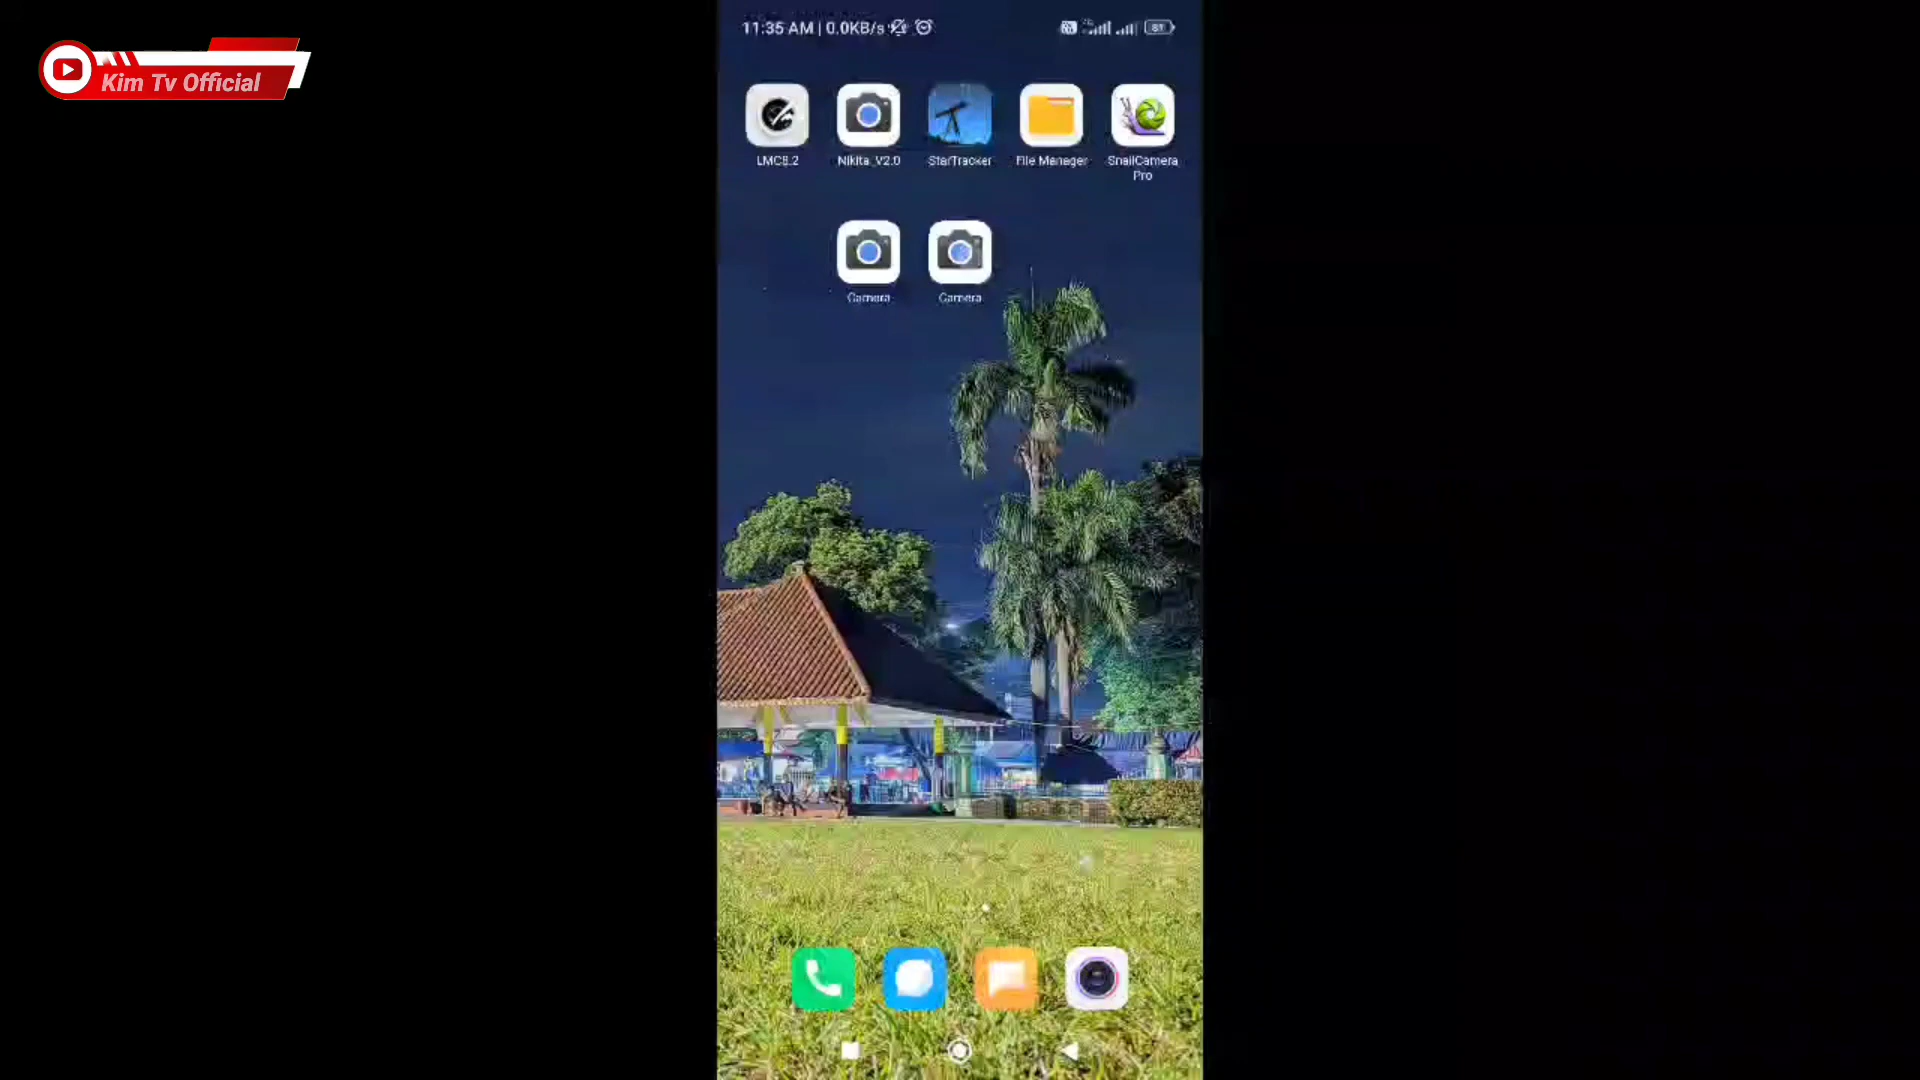 Kim Tv Official
11:35 AM | 0.0KB/s
LMC8.2
Nikita_V2.0
StarTracker
File Manager
SnailCamera
Pro
Camera
Camera